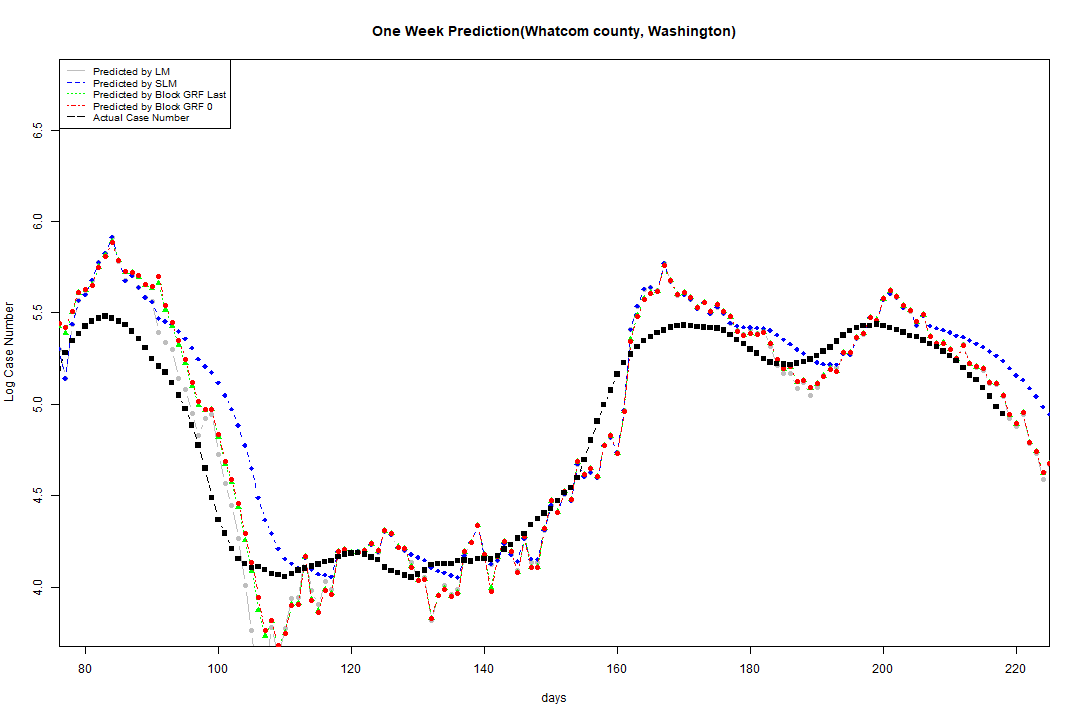 One Week Prediction(Whatcom county, Washington)
Predicted by LM
Predicted by SLM
Predicted by Block GRF Last
Predicted by Block GRF 0
Actual Case Number
Log Case Number
6.5
6.0
5.5
5.0
4.5
4.0
80 100 120 140 160 180 200 220
days